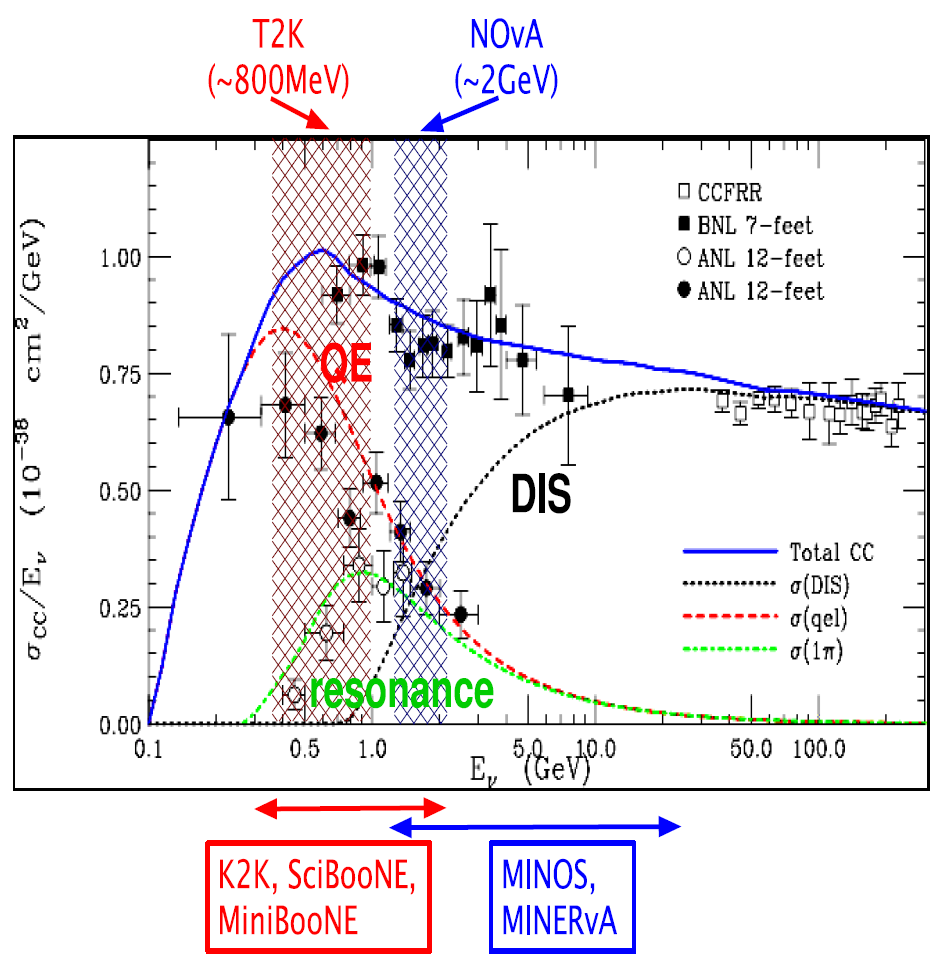 T2K
(~800MeV)
NOvA
(~2GeV)
CCFRR
BNL 7-feet
ANL 12-feet
ANL 12-feet
σCC/Eν (10⁻³⁸ cm²/GeV)
1.00
0.75
0.50
0.25
0.00
QE
DIS
resonance
Total CC
σ(DIS)
σ(qel)
σ(1π)
0.1
0.5
1.0
5.0
10.0
50.0
100.0
Eν (GeV)
K2K, SciBooNE,
MiniBooNE
MINOS,
MINERvA